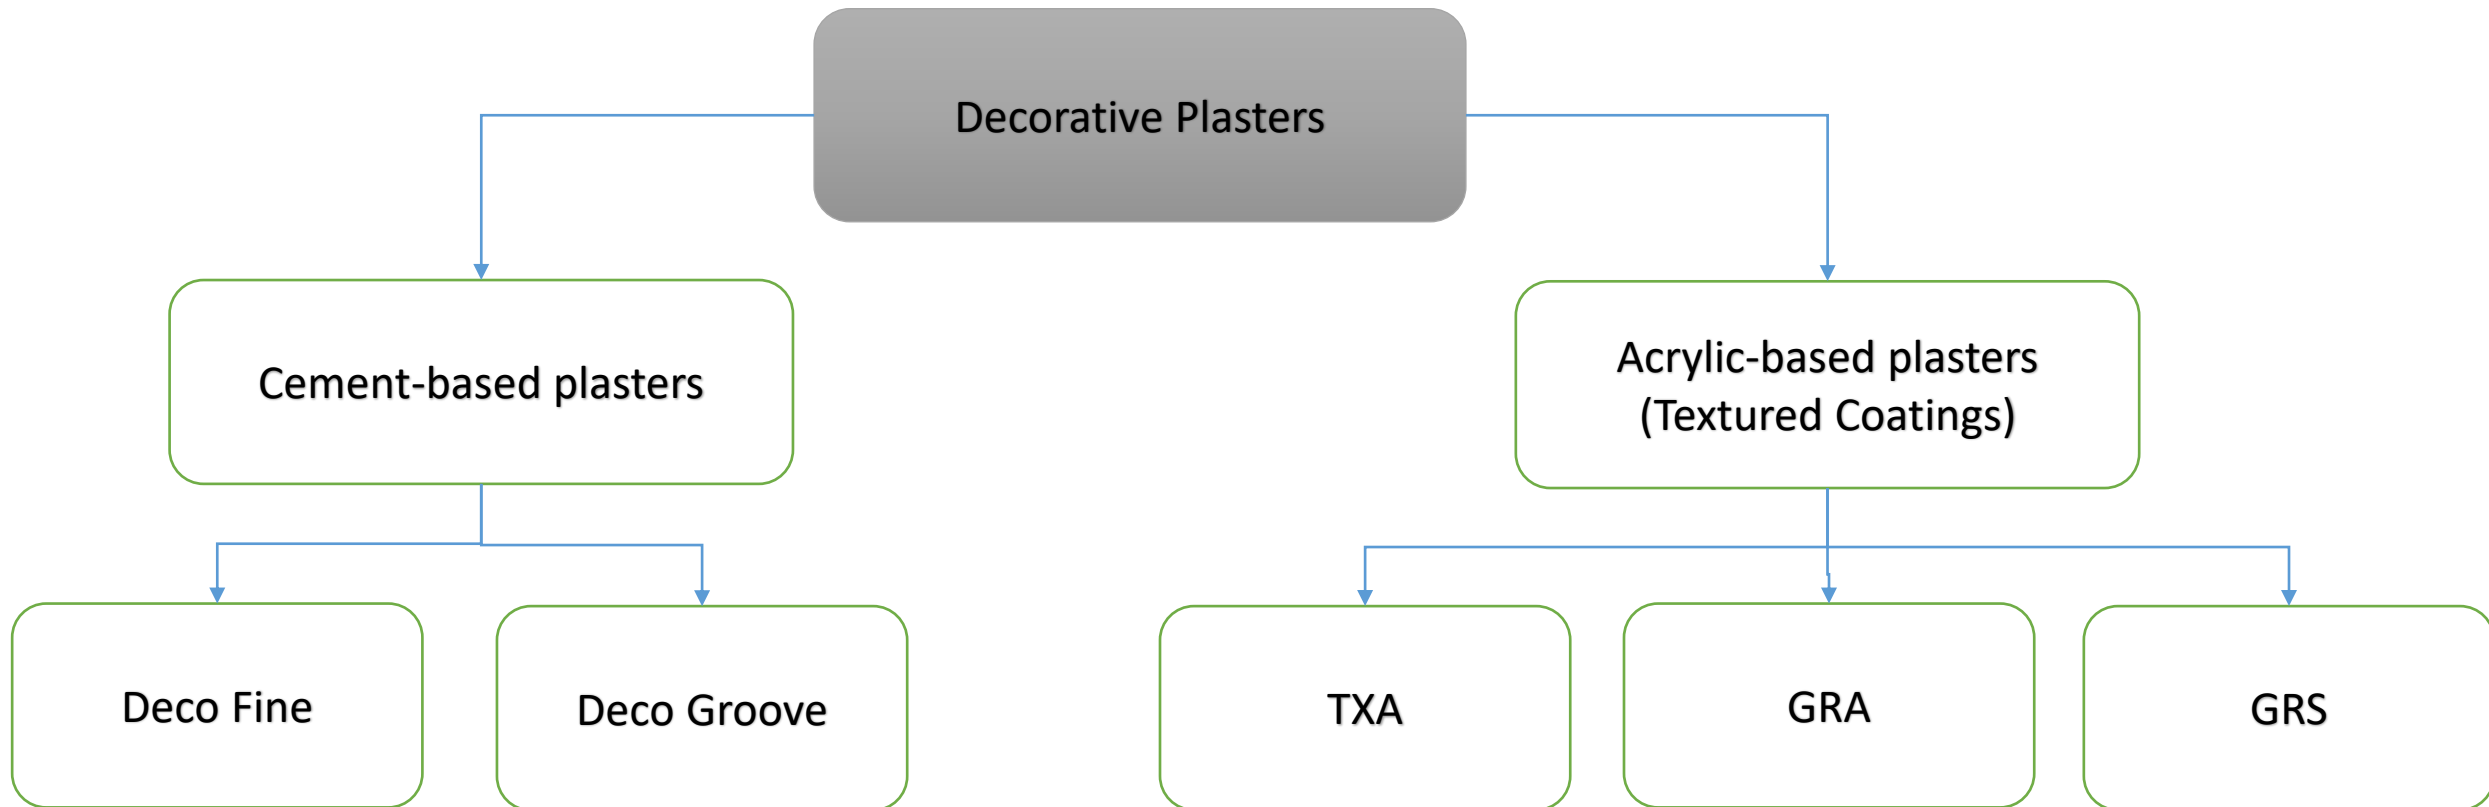 Decorative Plasters
Cement-based plasters
Acrylic-based plasters
(Textured Coatings)
Deco Fine
Deco Groove
TXA
GRA
GRS